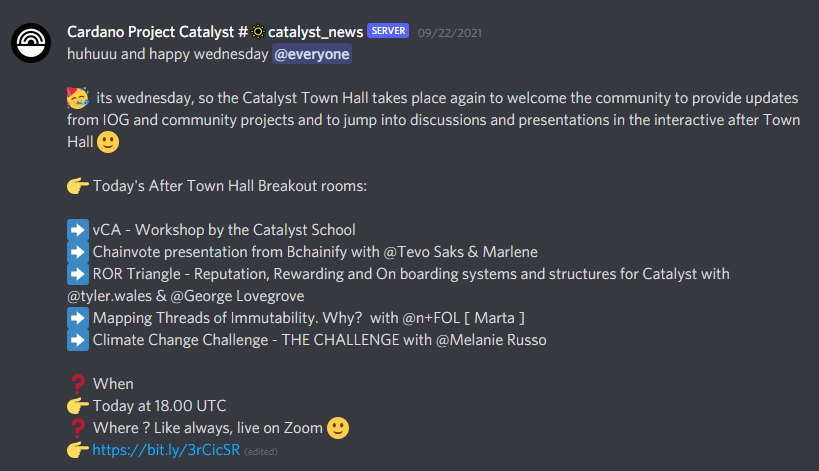 Cardano Project Catalyst # 🔅 catalyst_news SERVER 09/22/2021
huhuuu and happy wednesday @everyone
🥳 its wednesday, so the Catalyst Town Hall takes place again to welcome the community to provide updates
from IOG and community projects and to jump into discussions and presentations in the interactive after Town
Hall 🙂
👉 Today's After Town Hall Breakout rooms:
➡️ vCA - Workshop by the Catalyst School
➡️ Chainvote presentation from Bchainify with @Tevo Saks & Marlene
➡️ ROR Triangle - Reputation, Rewarding and On boarding systems and structures for Catalyst with
@tyler.wales & @George Lovegrove
➡️ Mapping Threads of Immutability. Why? with @n+FOL [ Marta ]
➡️ Climate Change Challenge - THE CHALLENGE with @Melanie Russo
❓ When
👉 Today at 18.00 UTC
❓ Where ? Like always, live on Zoom 🙂
👉 https://bit.ly/3rCicSR (edited)